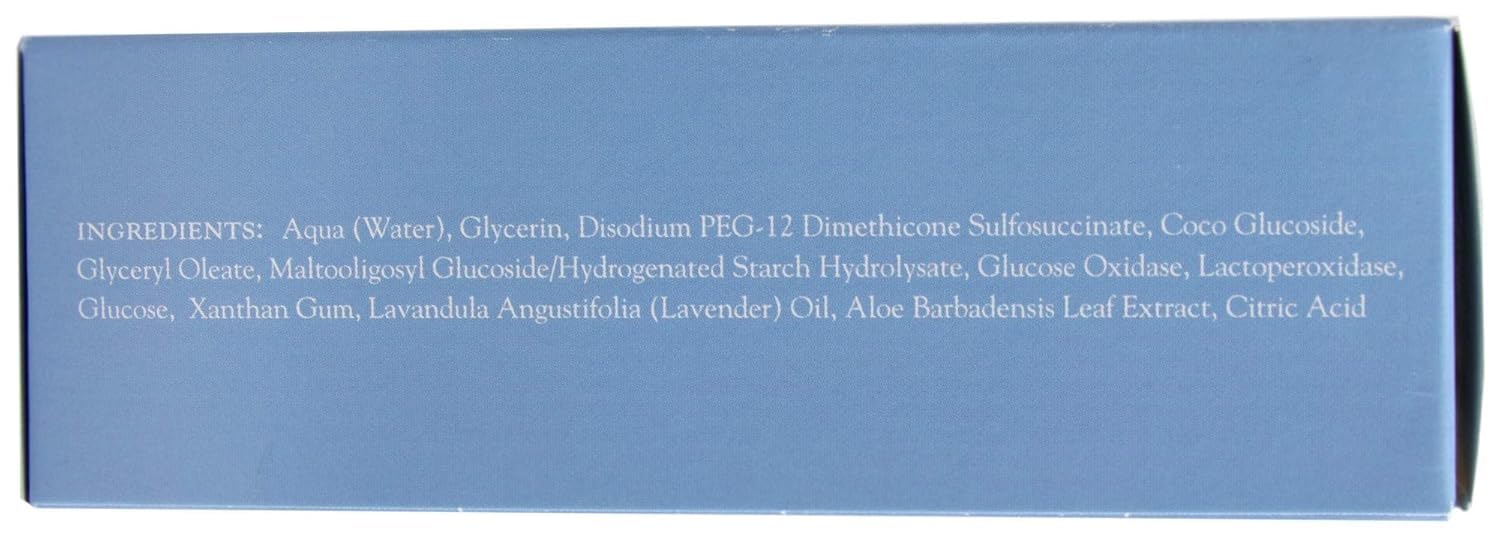 INGREDIENTS: Aqua (Water), Glycerin, Disodium PEG-12 Dimethicone Sulfosuccinate, Coco Glucoside,
Glyceryl Oleate, Maltooligosyl Glucoside/Hydrogenated Starch Hydrolysate, Glucose Oxidase, Lactoperoxidase,
Glucose, Xanthan Gum, Lavandula Angustifolia (Lavender) Oil, Aloe Barbadensis Leaf Extract, Citric Acid